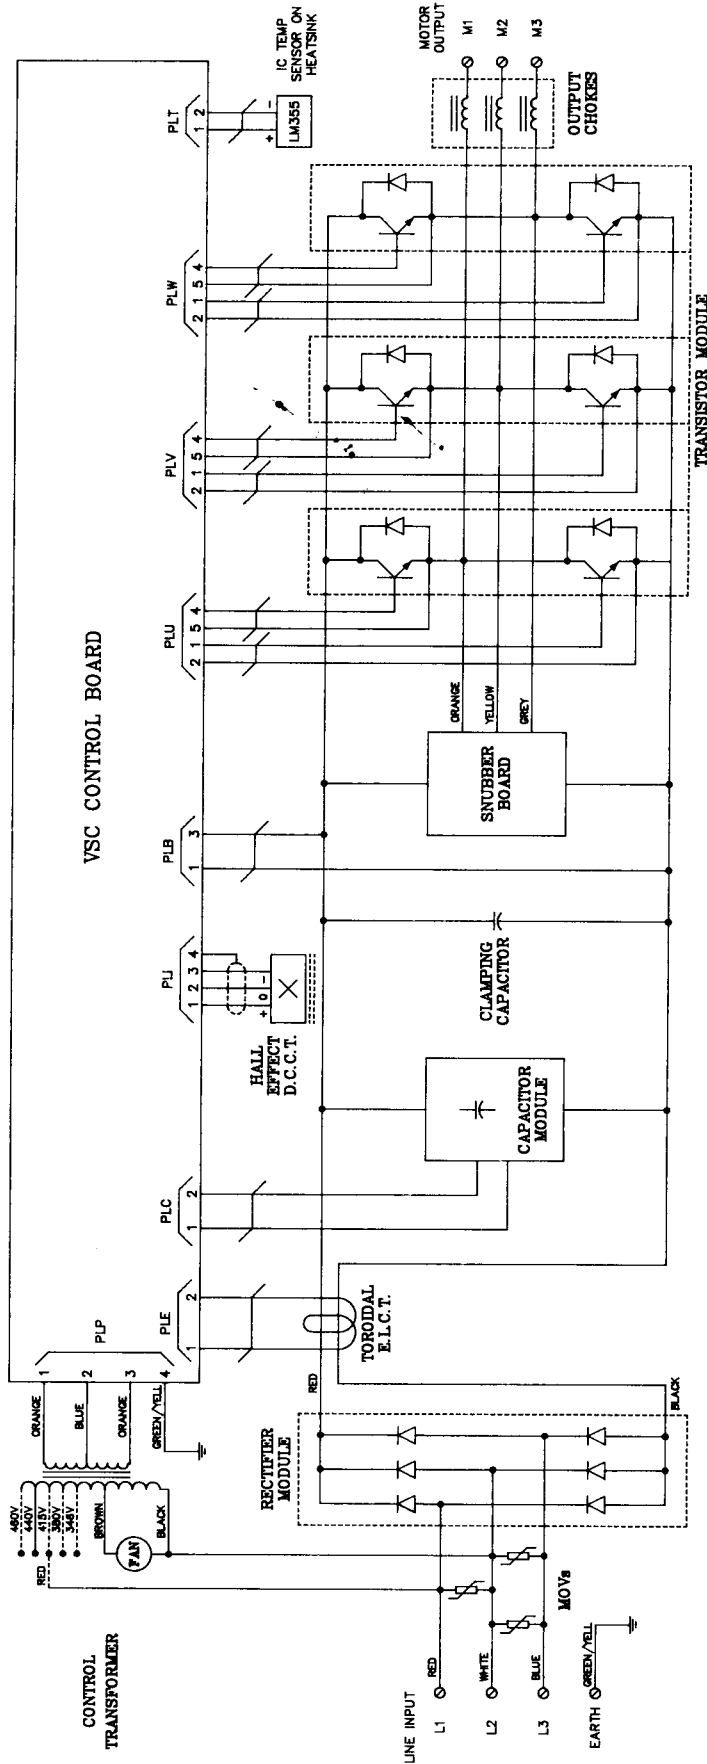 VSC CONTROL BOARD
PLT
1 2
+ -
LM355
IC TEMP
SENSOR ON
HEATSINK
PLW
2 1 5 4
PLV
2 1 5 4
PLU
2 1 5 4
PLB
1 3
PLJ
1 2 3 4
+ 0 -
HALL
EFFECT
D.C.C.T.
PLC
1 2
PLE
1 2
PLP
1
2
3
4
ORANGE
BLUE
ORANGE
GREEN/YELL
460V
440V
415V
380V
346V
RED
BROWN
BLACK
FAN
CONTROL
TRANSFORMER
LINE INPUT
L1
RED
L2
WHITE
L3
BLUE
EARTH
GREEN/YELL
MOVs
RECTIFIER
MODULE
RED
BLACK
TOROIDAL
E.L.C.T.
CAPACITOR
MODULE
CLAMPING
CAPACITOR
SNUBBER
BOARD
ORANGE
YELLOW
GREY
TRANSISTOR MODULE
OUTPUT
CHOKES
MOTOR
OUTPUT
M1
M2
M3